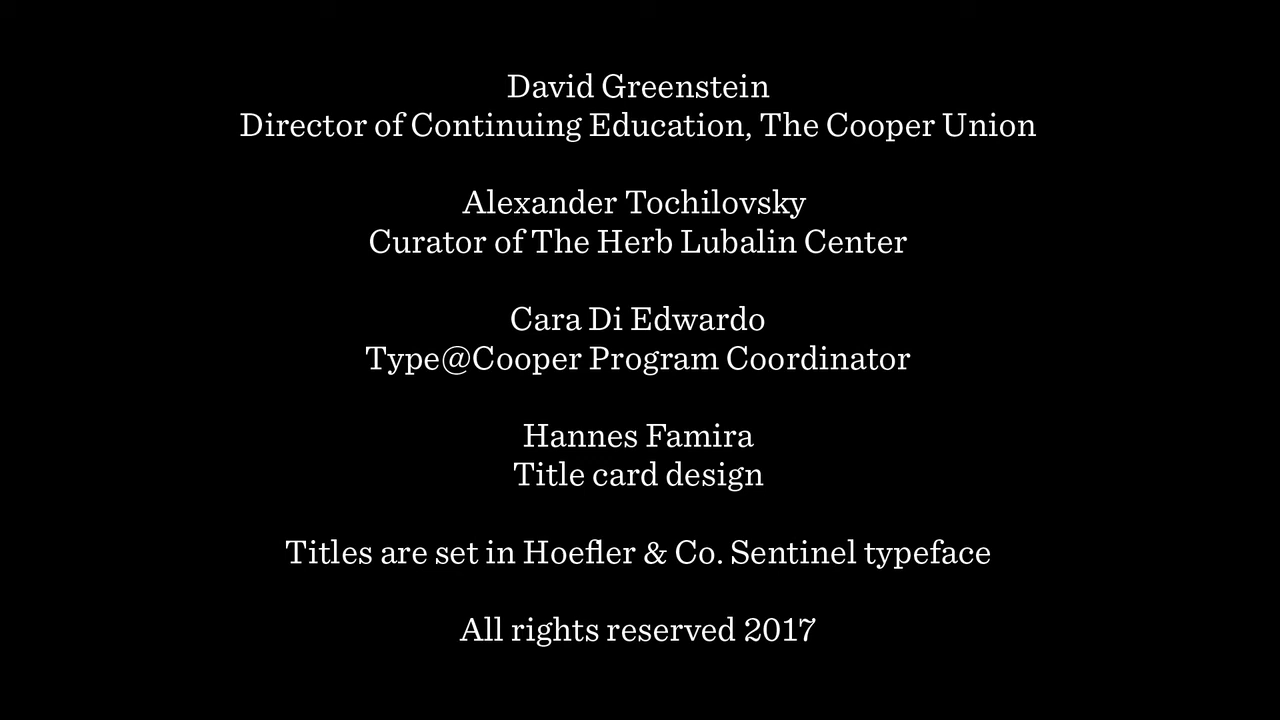 David Greenstein
Director of Continuing Education, The Cooper Union
Alexander Tochilovsky
Curator of The Herb Lubalin Center
Cara Di Edwardo
Type@Cooper Program Coordinator
Hannes Famira
Title card design
Titles are set in Hoefler & Co. Sentinel typeface
All rights reserved 2017